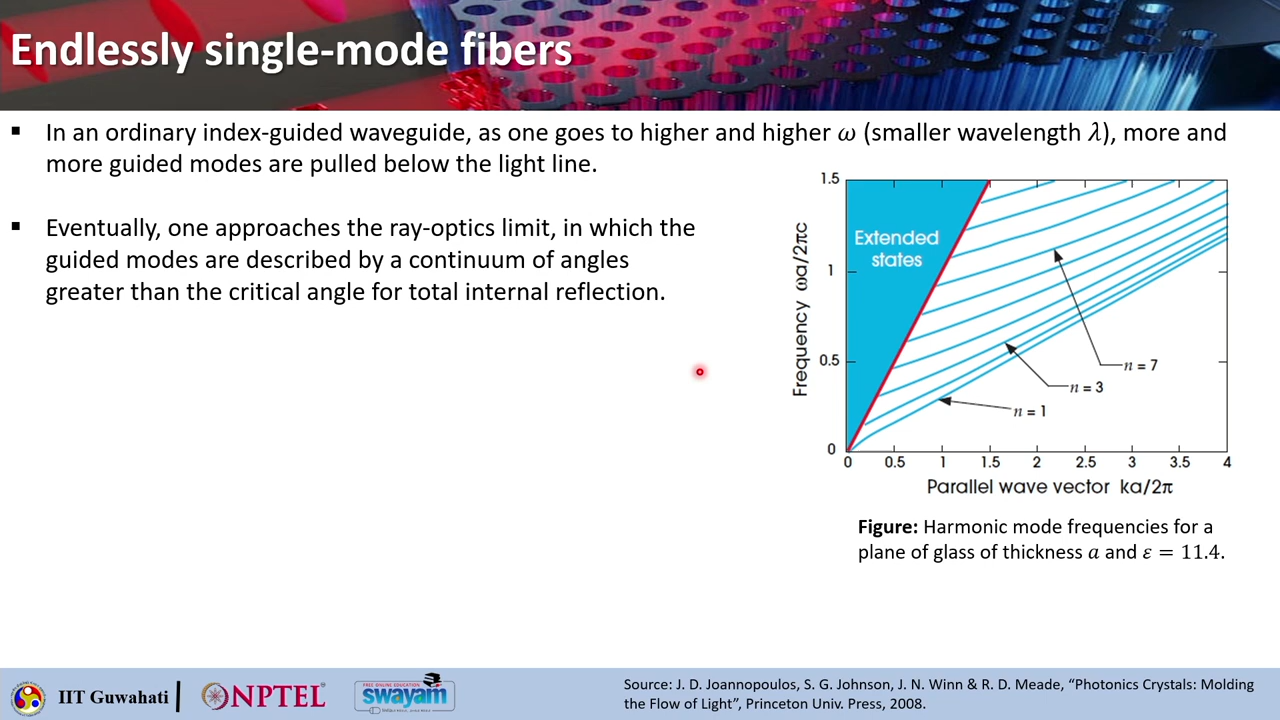 Endlessly single-mode fibers
▪ In an ordinary index-guided waveguide, as one goes to higher and higher ω (smaller wavelength λ), more and
more guided modes are pulled below the light line.
▪ Eventually, one approaches the ray-optics limit, in which the
guided modes are described by a continuum of angles
greater than the critical angle for total internal reflection.
Frequency ωa/2πc
1.5
1
0.5
0
Extended
states
n = 7
n = 3
n = 1
0 0.5 1 1.5 2 2.5 3 3.5 4
Parallel wave vector ka/2π
Figure: Harmonic mode frequencies for a
plane of glass of thickness a and ε = 11.4.
IIT Guwahati
NPTEL
FREE ONLINE EDUCATION
swayam
Source: J. D. Joannopoulos, S. G. Johnson, J. N. Winn & R. D. Meade, “Photonics Crystals: Molding
the Flow of Light”, Princeton Univ. Press, 2008.